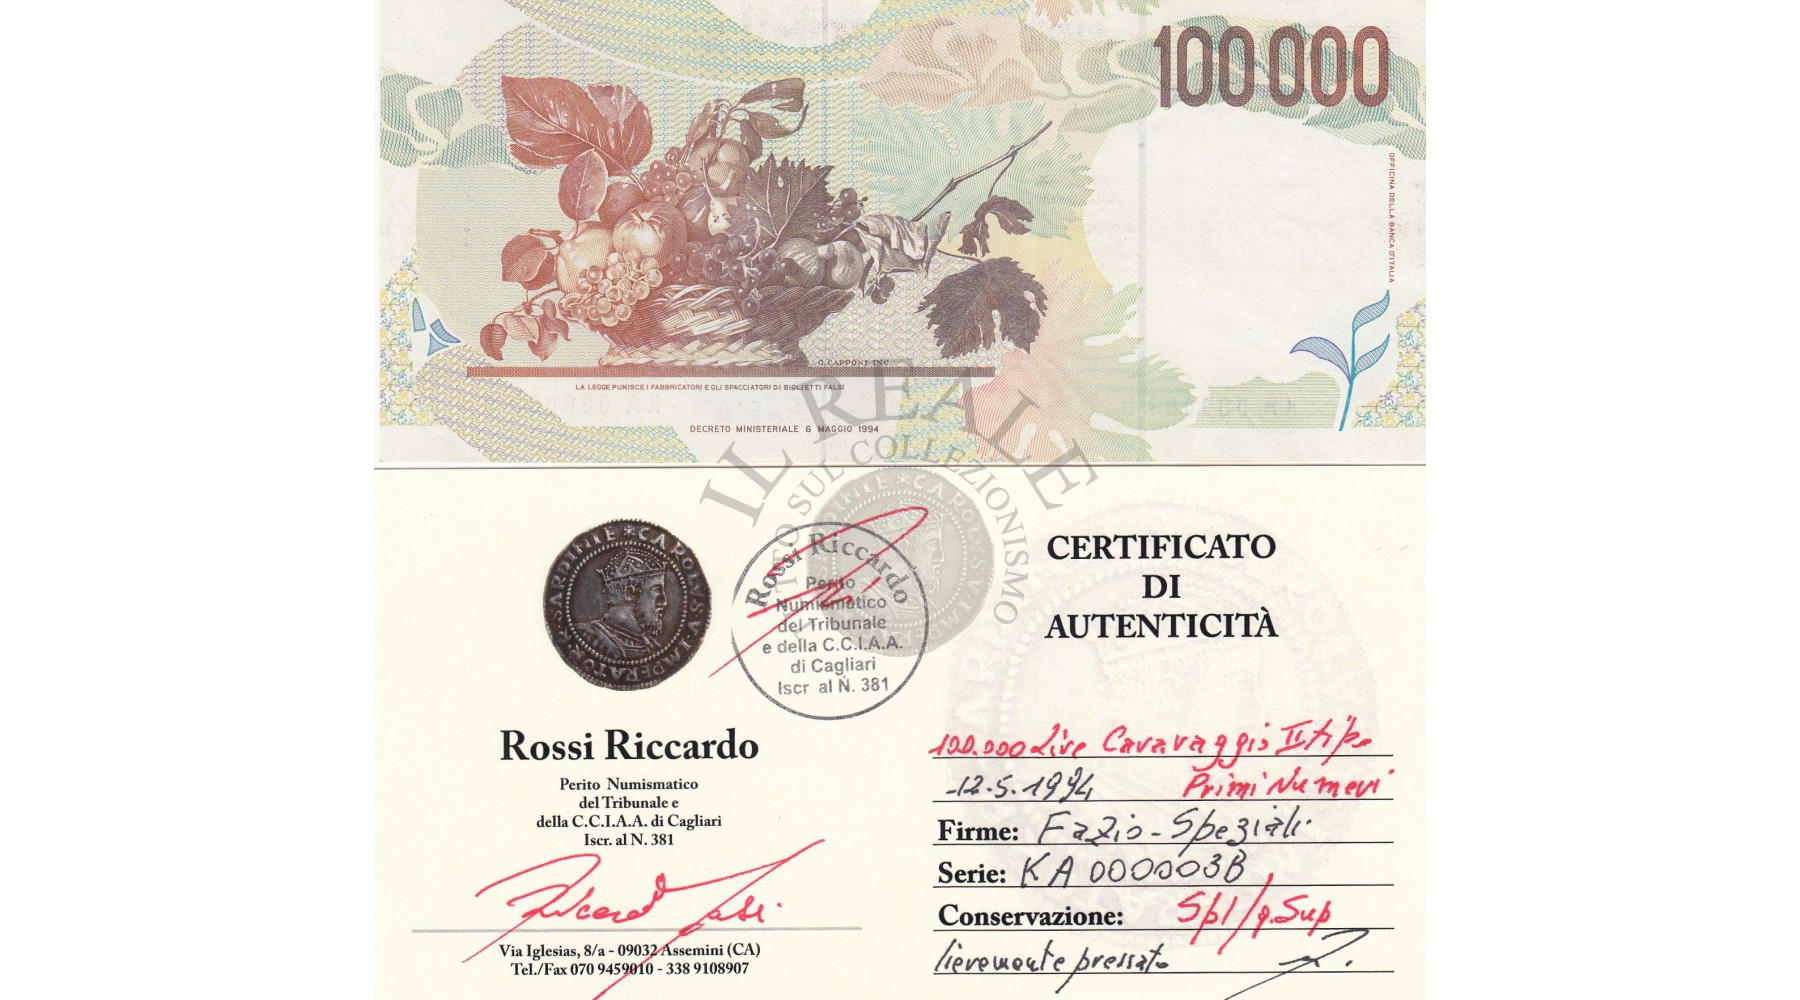 100000
OFFICINA DELLA BANCA D'ITALIA
G. CAPPONI INC.
LA LEGGE PUNISCE I FABBRICATORI E GLI SPACCIATORI DI BIGLIETTI FALSI
DECRETO MINISTERIALE 6 MAGGIO 1994
IL REALE
SUL COLLEZIONISMO
SARDINIE * CAROLVS V IMPERATOR
Rossi Riccardo
Perito
Numismatico
del Tribunale
e della C.C.I.A.A.
di Cagliari
Iscr al N. 381
CERTIFICATO
DI
AUTENTICITÀ
Rossi Riccardo
Perito Numismatico
del Tribunale e
della C.C.I.A.A. di Cagliari
Iscr. al N. 381
Via Iglesias, 8/a - 09032 Assemini (CA)
Tel./Fax 070 9459010 - 338 9108907
100.000 Lire Caravaggio II tipo
-12.5.1994 Primi Numeri
Firme: Fazio - Speziali
Serie: KA 000003B
Conservazione: Spl/q.Sup
lievemente pressato